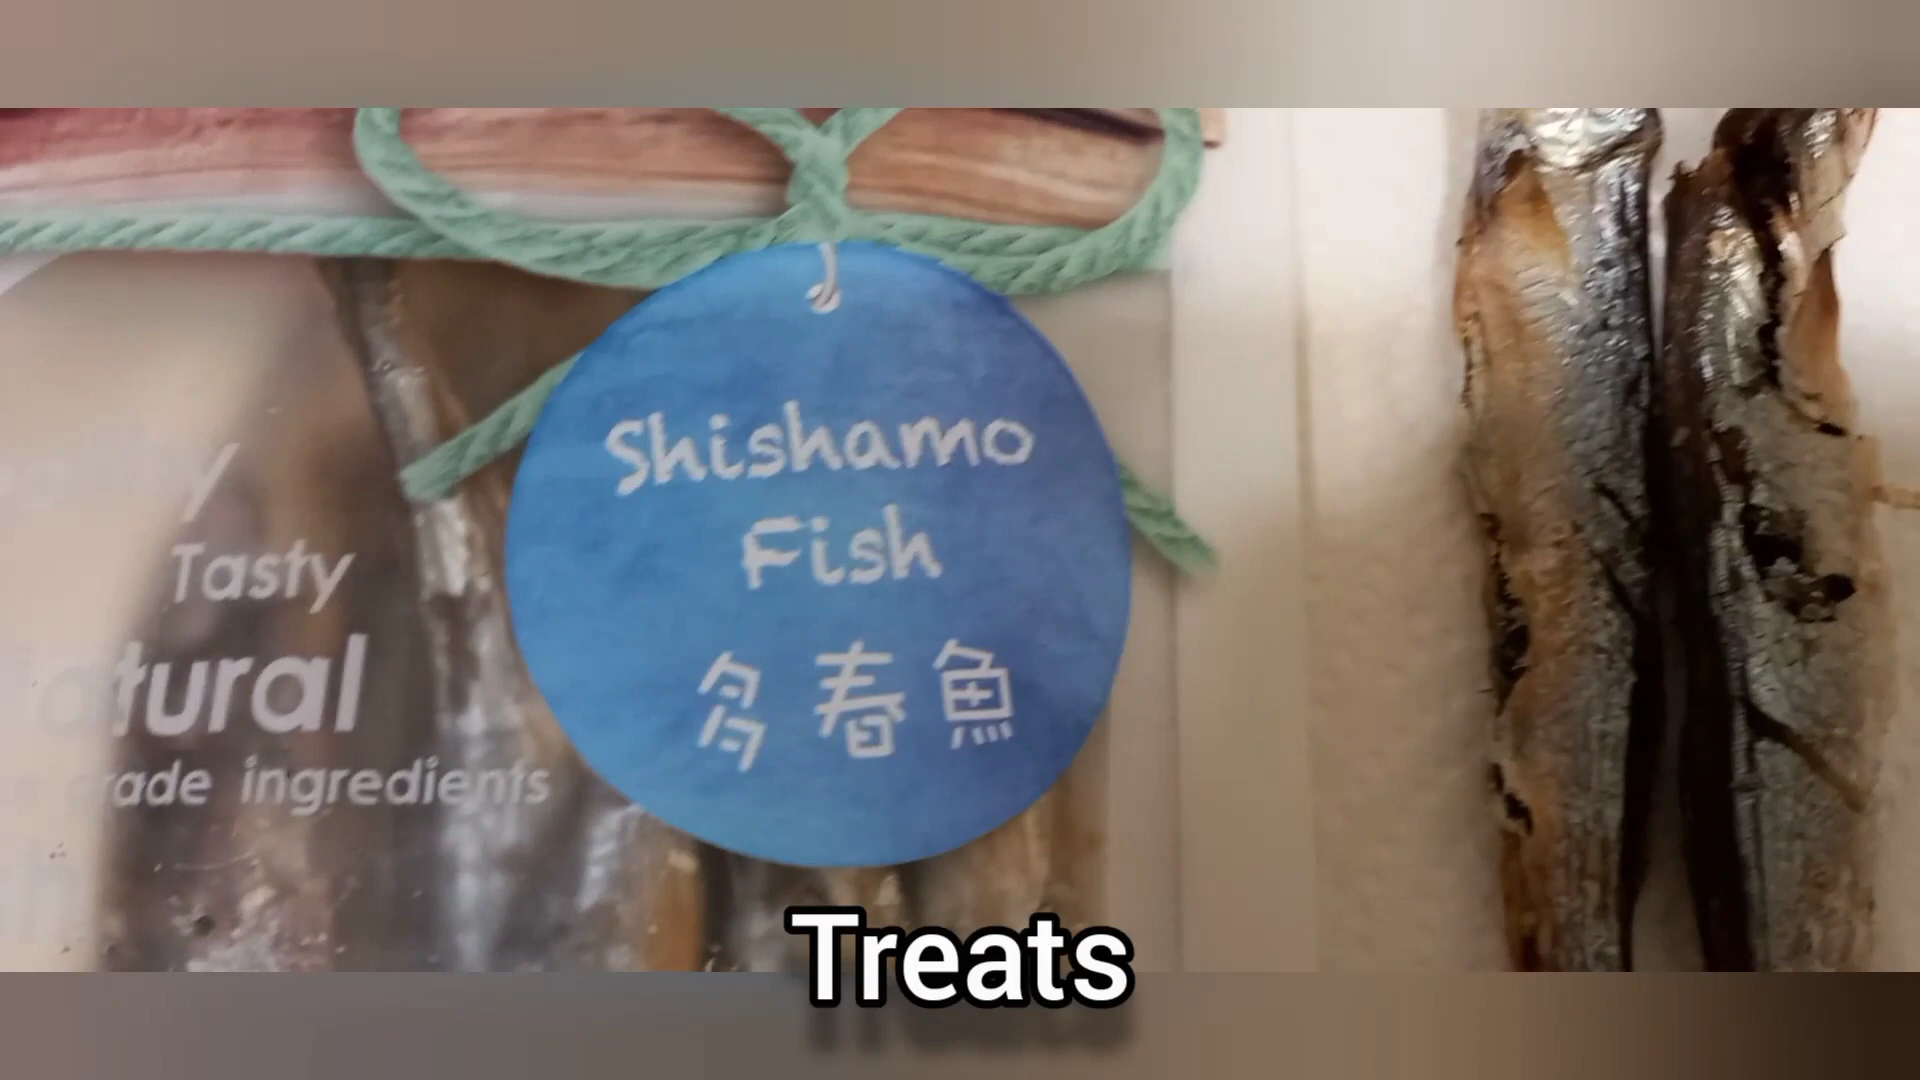 Tasty
atural
rade ingredients
Shishamo
Fish
多春魚
Treats